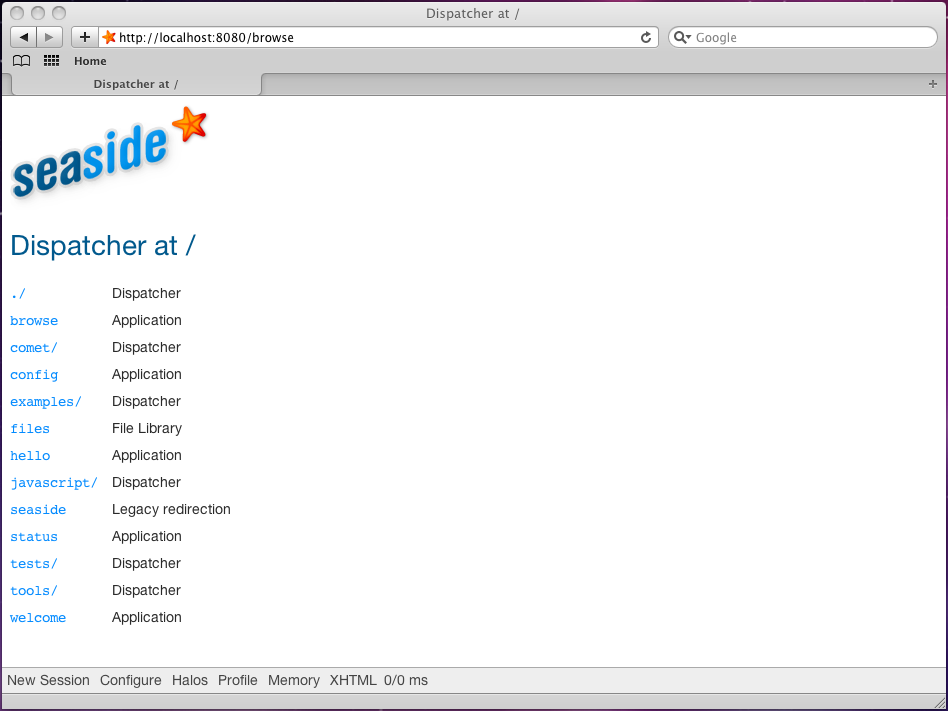 Dispatcher at /
http://localhost:8080/browse
Google
Home
Dispatcher at /
seaside
Dispatcher at /
./ Dispatcher
browse Application
comet/ Dispatcher
config Application
examples/ Dispatcher
files File Library
hello Application
javascript/ Dispatcher
seaside Legacy redirection
status Application
tests/ Dispatcher
tools/ Dispatcher
welcome Application
New Session Configure Halos Profile Memory XHTML 0/0 ms